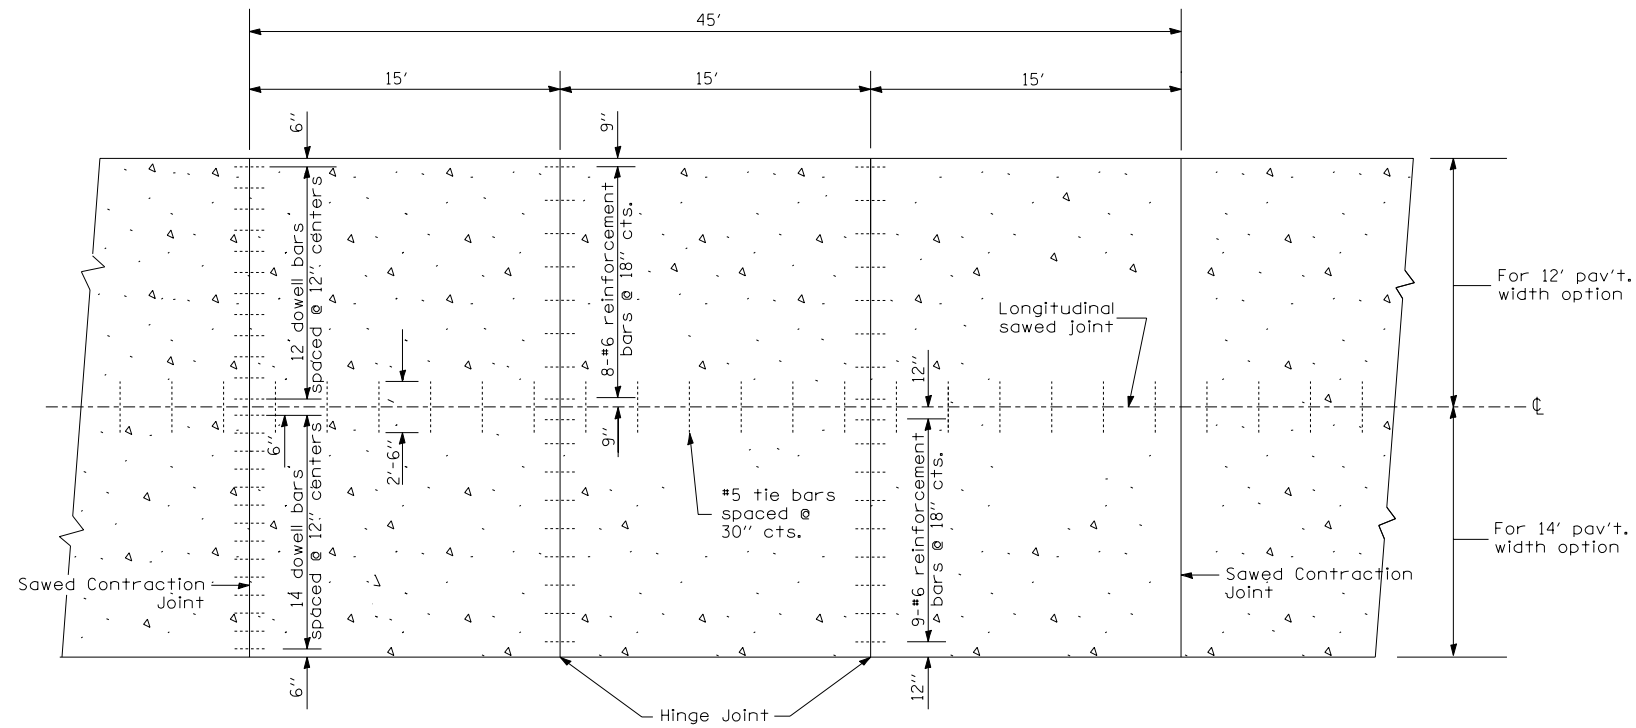 45'
15'
15'
15'
6"
9"
12' dowell bars
spaced @ 12" centers
8-#6 reinforcement
bars @ 18" cts.
For 12' pav't.
width option
Longitudinal
sawed joint
12"
℄
6"
2'-6"
9"
14 dowell bars
spaced @ 12" centers
#5 tie bars
spaced @
30" cts.
9-#6 reinforcement
bars @ 18" cts.
For 14' pav't.
width option
Sawed Contraction
Joint
Sawed Contraction
Joint
6"
12"
Hinge Joint